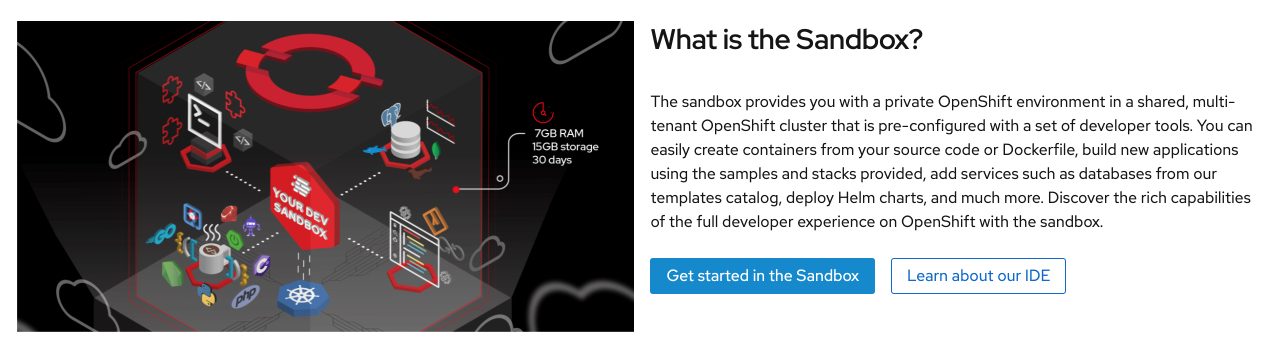 7GB RAM
15GB storage
30 days
YOUR DEV
SANDBOX
php
What is the Sandbox?
The sandbox provides you with a private OpenShift environment in a shared, multi-
tenant OpenShift cluster that is pre-configured with a set of developer tools. You can
easily create containers from your source code or Dockerfile, build new applications
using the samples and stacks provided, add services such as databases from our
templates catalog, deploy Helm charts, and much more. Discover the rich capabilities
of the full developer experience on OpenShift with the sandbox.
Get started in the Sandbox
Learn about our IDE